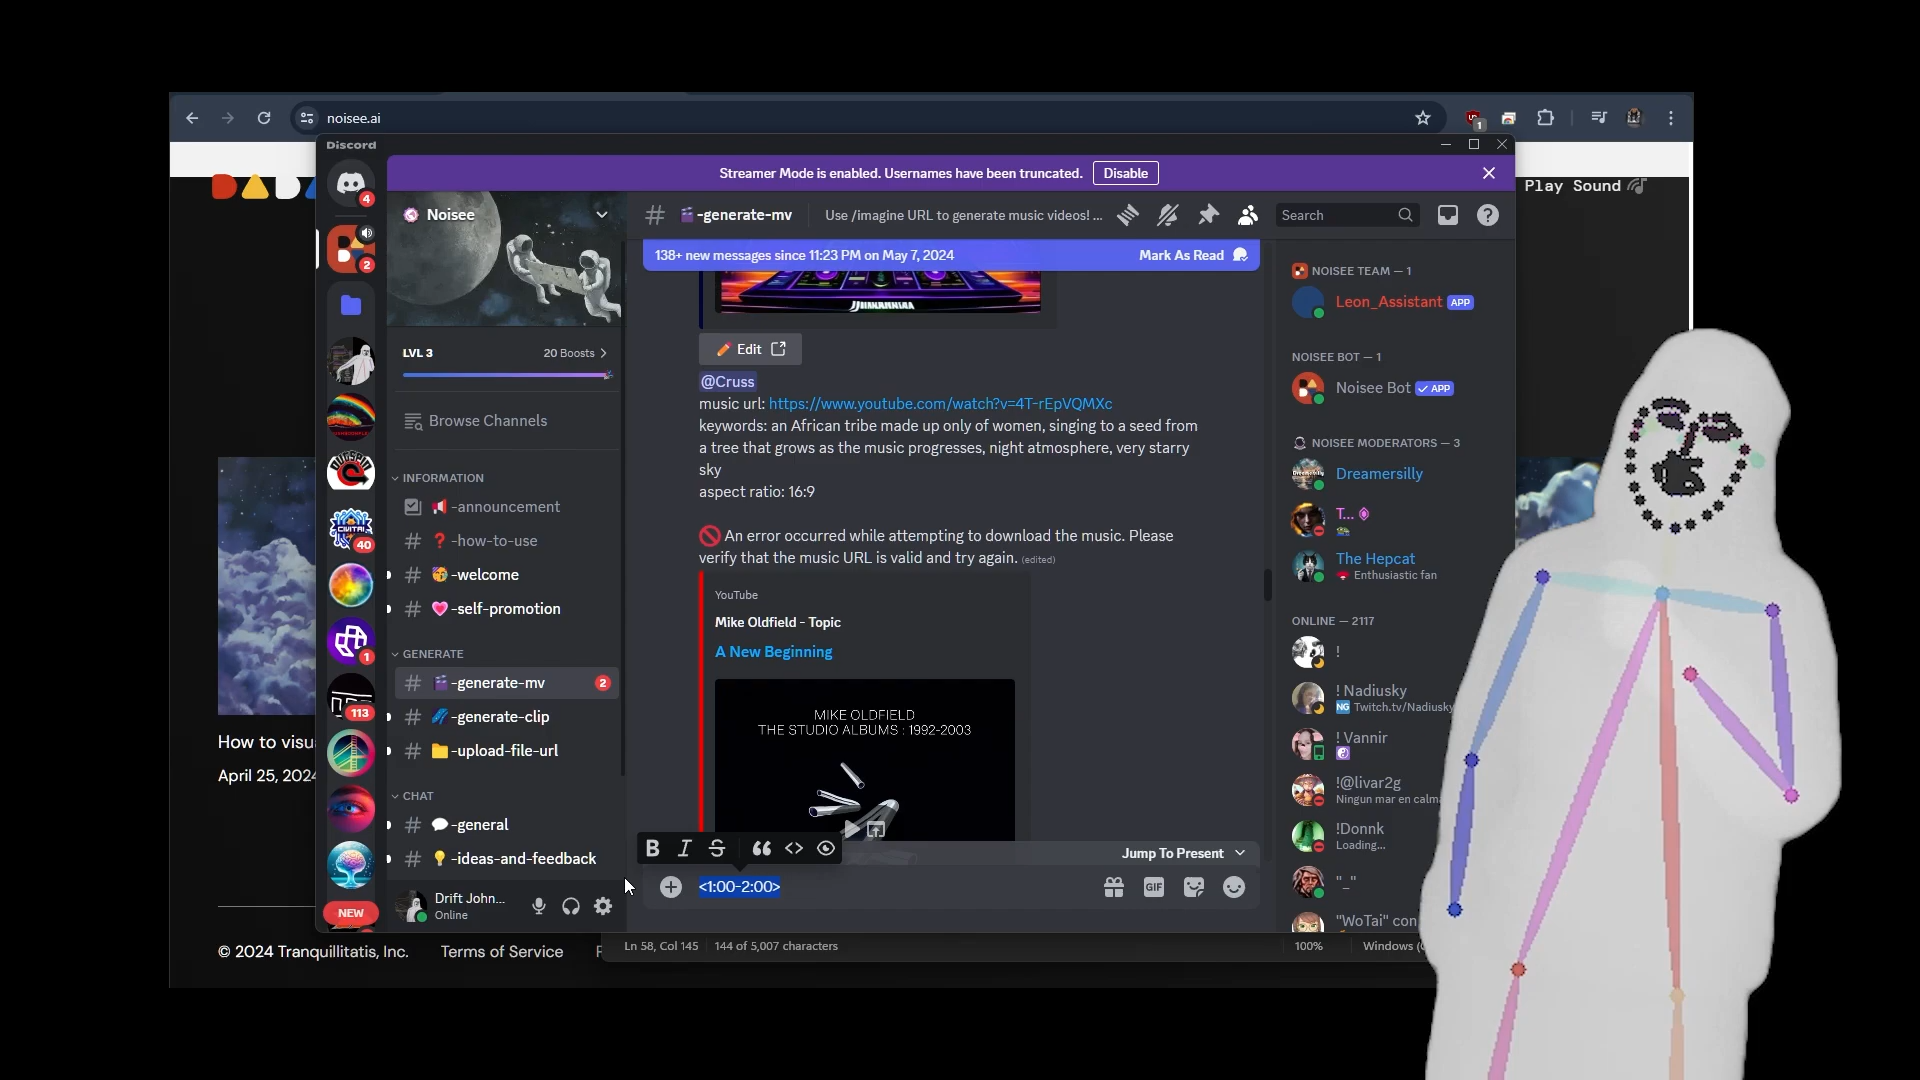 noisee.ai
1
Discord
Streamer Mode is enabled. Usernames have been truncated.
Disable
Play Sound
4
2
40
1
113
NEW
Noisee
LVL 3
20 Boosts
Browse Channels
INFORMATION
-announcement
-how-to-use
-welcome
-self-promotion
GENERATE
-generate-mv
2
-generate-clip
-upload-file-url
CHAT
-general
-ideas-and-feedback
Drift John...
Online
-generate-mv
Use /imagine URL to generate music videos! ...
Search
138+ new messages since 11:23 PM on May 7, 2024
Mark As Read
Edit
@Cruss
music url: https://www.youtube.com/watch?v=4T-rEpVQMXc
keywords: an African tribe made up only of women, singing to a seed from
a tree that grows as the music progresses, night atmosphere, very starry
sky
aspect ratio: 16:9
An error occurred while attempting to download the music. Please
verify that the music URL is valid and try again. (edited)
YouTube
Mike Oldfield - Topic
A New Beginning
MIKE OLDFIELD
THE STUDIO ALBUMS : 1992-2003
Jump To Present
<1:00-2:00>
GIF
NOISEE TEAM — 1
Leon_Assistant APP
NOISEE BOT — 1
Noisee Bot APP
NOISEE MODERATORS — 3
Dreamersilly
T...
The Hepcat
Enthusiastic fan
ONLINE — 2117
!
! Nadiusky
NG Twitch.tv/Nadiusky
! Vannir
!@livar2g
Ningun mar en calma
!Donnk
Loading...
"_"
"WoTai" con
How to visu
April 25, 2024
© 2024 Tranquillitatis, Inc.
Terms of Service
Ln 58, Col 145
144 of 5,007 characters
100%
Windows (